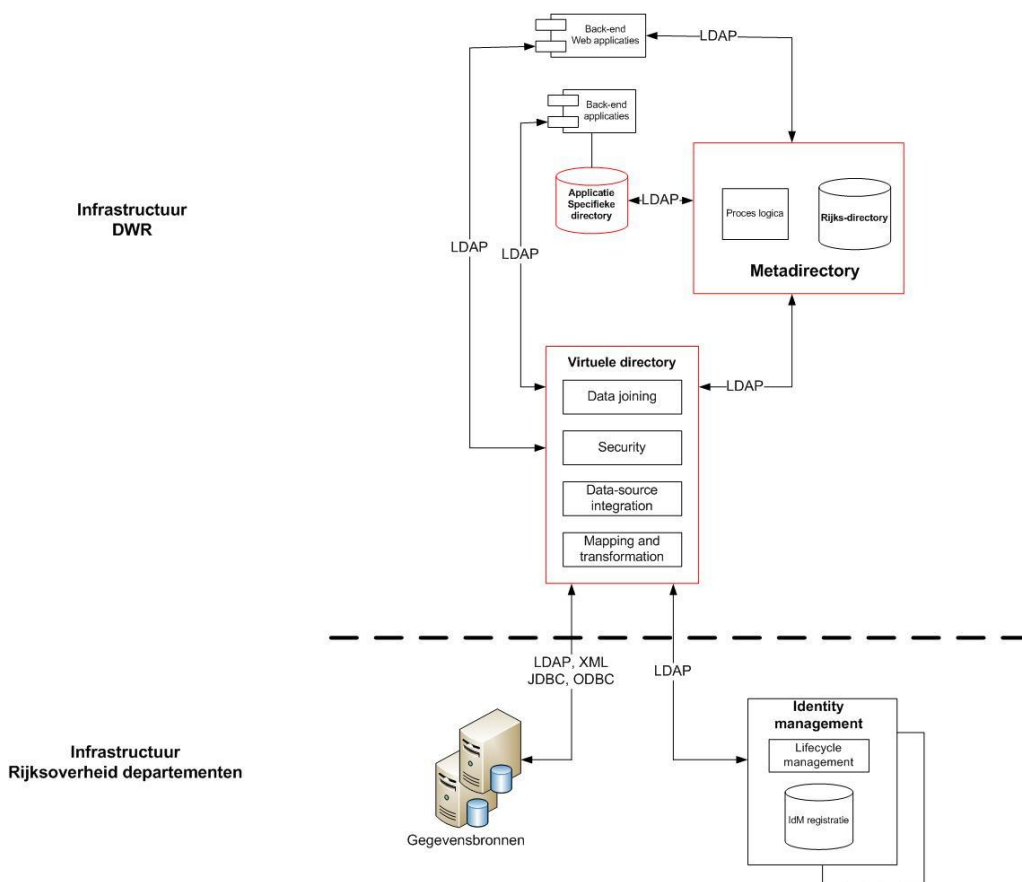 Back-end
Web applicaties
LDAP
Back-end
applicaties
Infrastructuur
DWR
Applicatie
Specifieke
directory
LDAP
Proces logica
Rijks-directory
Metadirectory
LDAP
LDAP
Virtuele directory
LDAP
Data joining
Security
Data-source
integration
Mapping and
transformation
LDAP, XML
JDBC, ODBC
LDAP
Infrastructuur
Rijksoverheid departementen
Identity
management
Lifecycle
management
IdM registratie
Gegevensbronnen